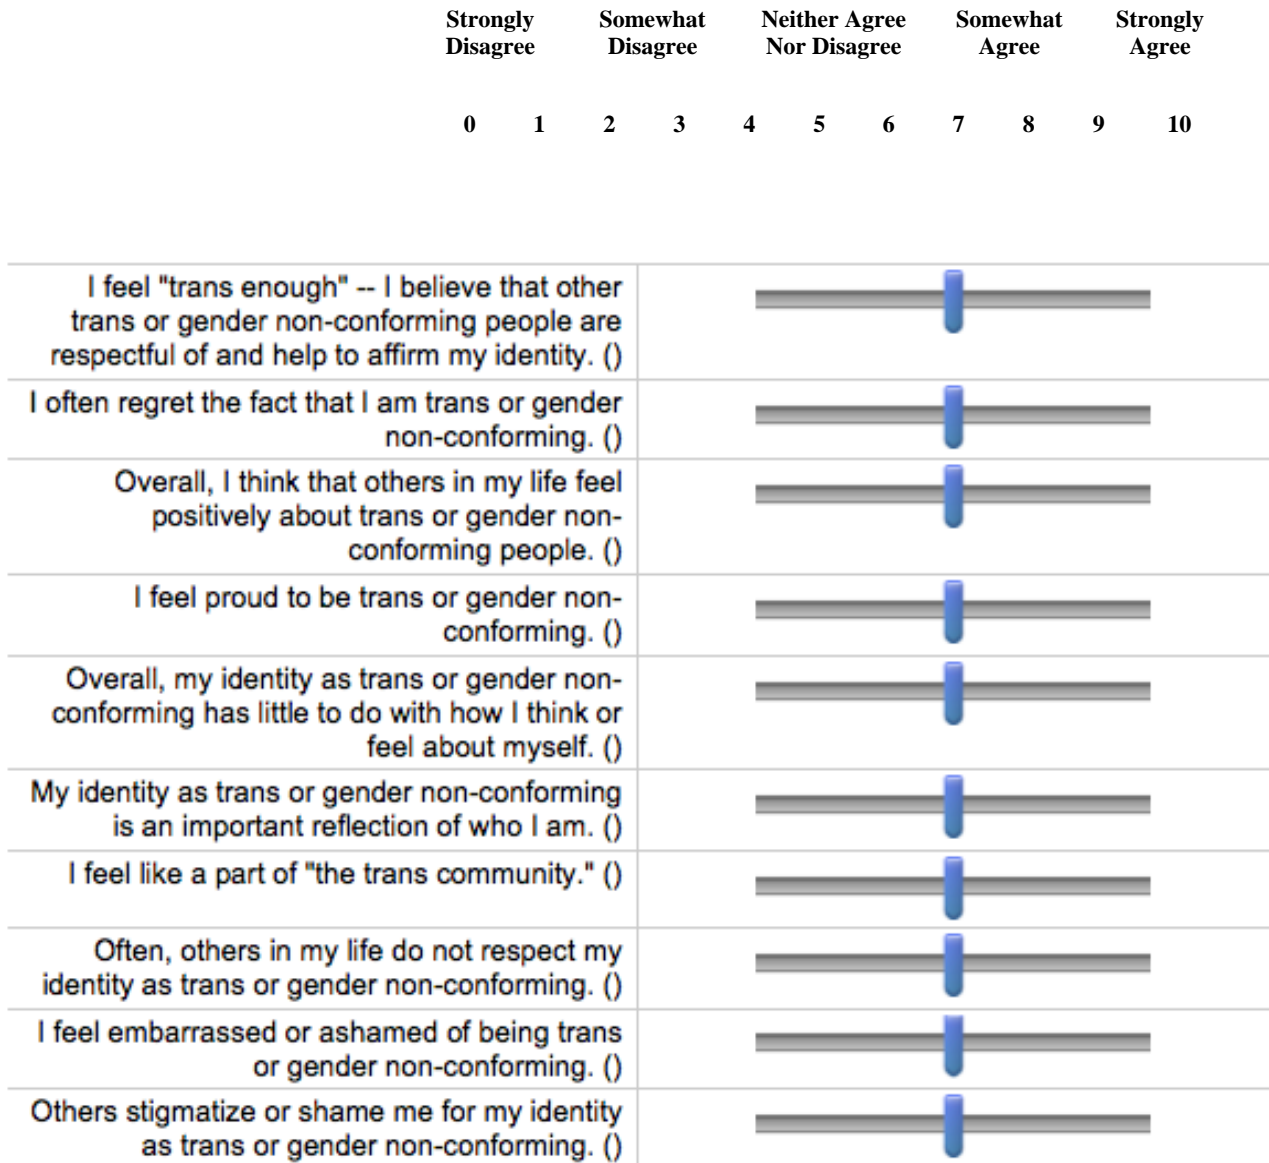 Strongly Somewhat Neither Agree Somewhat Strongly
Disagree Disagree Nor Disagree Agree Agree
0 1 2 3 4 5 6 7 8 9 10
I feel "trans enough" -- I believe that other
trans or gender non-conforming people are
respectful of and help to affirm my identity. ()
I often regret the fact that I am trans or gender
non-conforming. ()
Overall, I think that others in my life feel
positively about trans or gender non-
conforming people. ()
I feel proud to be trans or gender non-
conforming. ()
Overall, my identity as trans or gender non-
conforming has little to do with how I think or
feel about myself. ()
My identity as trans or gender non-conforming
is an important reflection of who I am. ()
I feel like a part of "the trans community." ()
Often, others in my life do not respect my
identity as trans or gender non-conforming. ()
I feel embarrassed or ashamed of being trans
or gender non-conforming. ()
Others stigmatize or shame me for my identity
as trans or gender non-conforming. ()